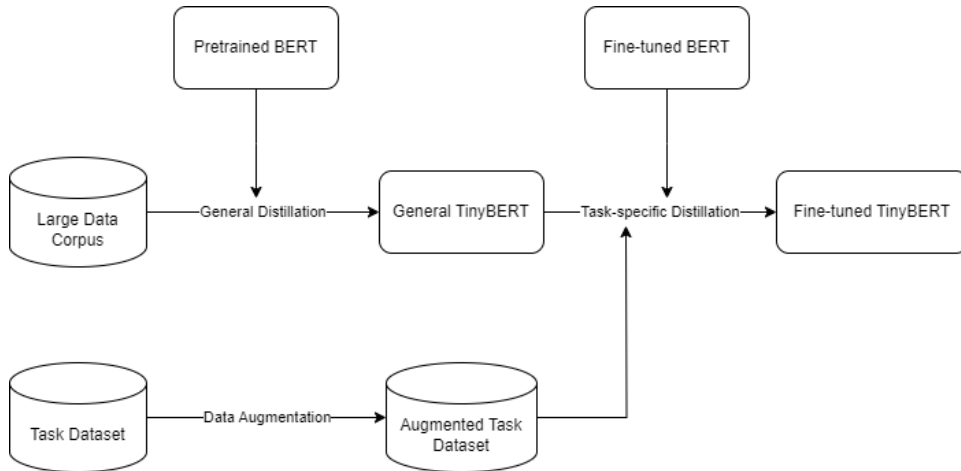 Pretrained BERT
Fine-tuned BERT
Large Data
Corpus
General Distillation
General TinyBERT
Task-specific Distillation
Fine-tuned TinyBERT
Task Dataset
Data Augmentation
Augmented Task
Dataset